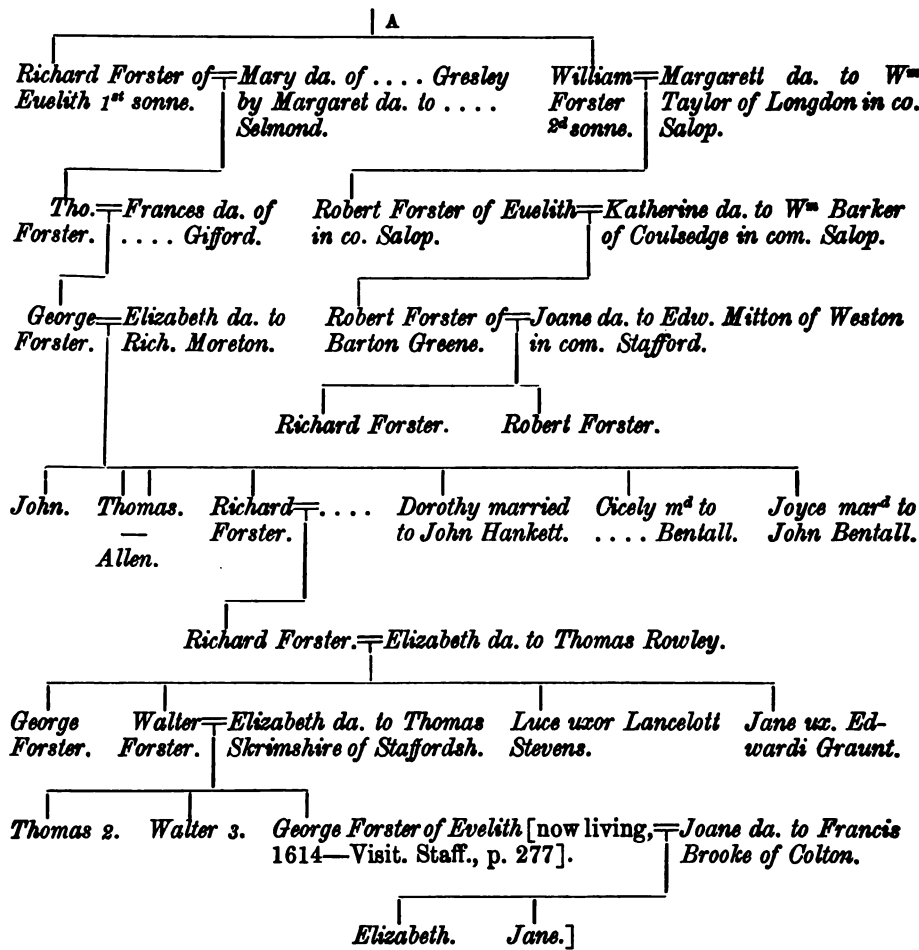 A
Richard Forster of Mary da. of . . . . Gresley William Margarett da. to Wm
Euelith 1st sonne. by Margaret da. to . . . . Forster Taylor of Longdon in co.
Selmond. 2d sonne. Salop.
Tho. Frances da. of Robert Forster of Euelith Katherine da. to Wm Barker
Forster. . . . . Gifford. in co. Salop. of Coulsedge in com. Salop.
George Elizabeth da. to Robert Forster of Joane da. to Edw. Mitton of Weston
Forster. Rich. Moreton. Barton Greene. in com. Stafford.
Richard Forster. Robert Forster.
John. Thomas. Richard . . . . Dorothy married Cicely md to Joyce mard to
— Forster. to John Hankett. . . . . Bentall. John Bentall.
Allen.
Richard Forster. Elizabeth da. to Thomas Rowley.
George Walter Elizabeth da. to Thomas Luce uxor Lancelott Jane ux. Ed-
Forster. Forster. Skrimshire of Staffordsh. Stevens. wardi Graunt.
Thomas 2. Walter 3. George Forster of Evelith [now living, Joane da. to Francis
1614—Visit. Staff., p. 277]. Brooke of Colton.
Elizabeth. Jane.]